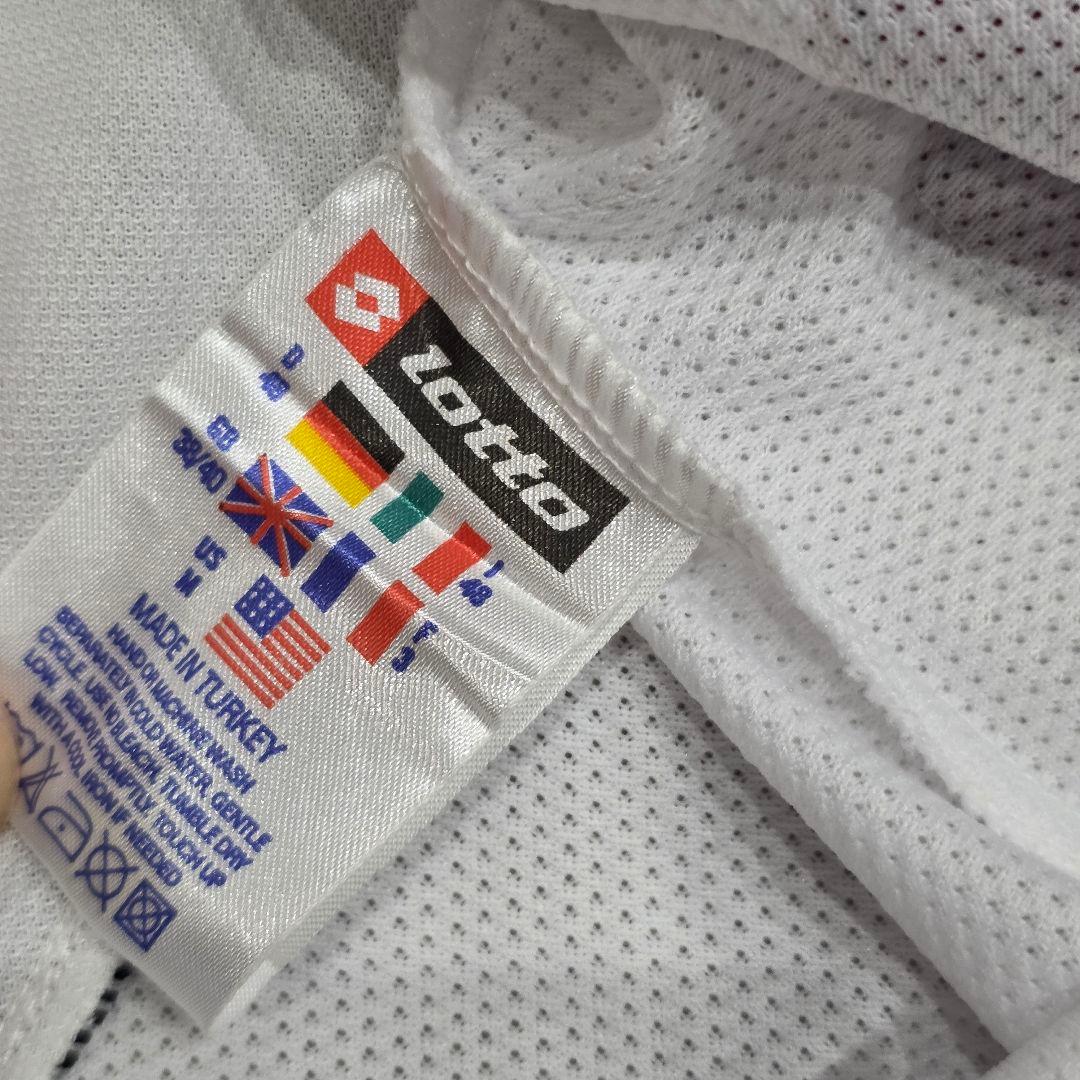 lotto
D
48
I
48
GB
38/40
F
3
US
M
MADE IN TURKEY
HAND OR MACHINE WASH
SEPARATELY IN COLD WATER. GENTLE
CYCLE. USE NO BLEACH. TUMBLE DRY
LOW. REMOV PROMPTLY. TOUCH UP
WITH A COOL IRON IF NEEDED